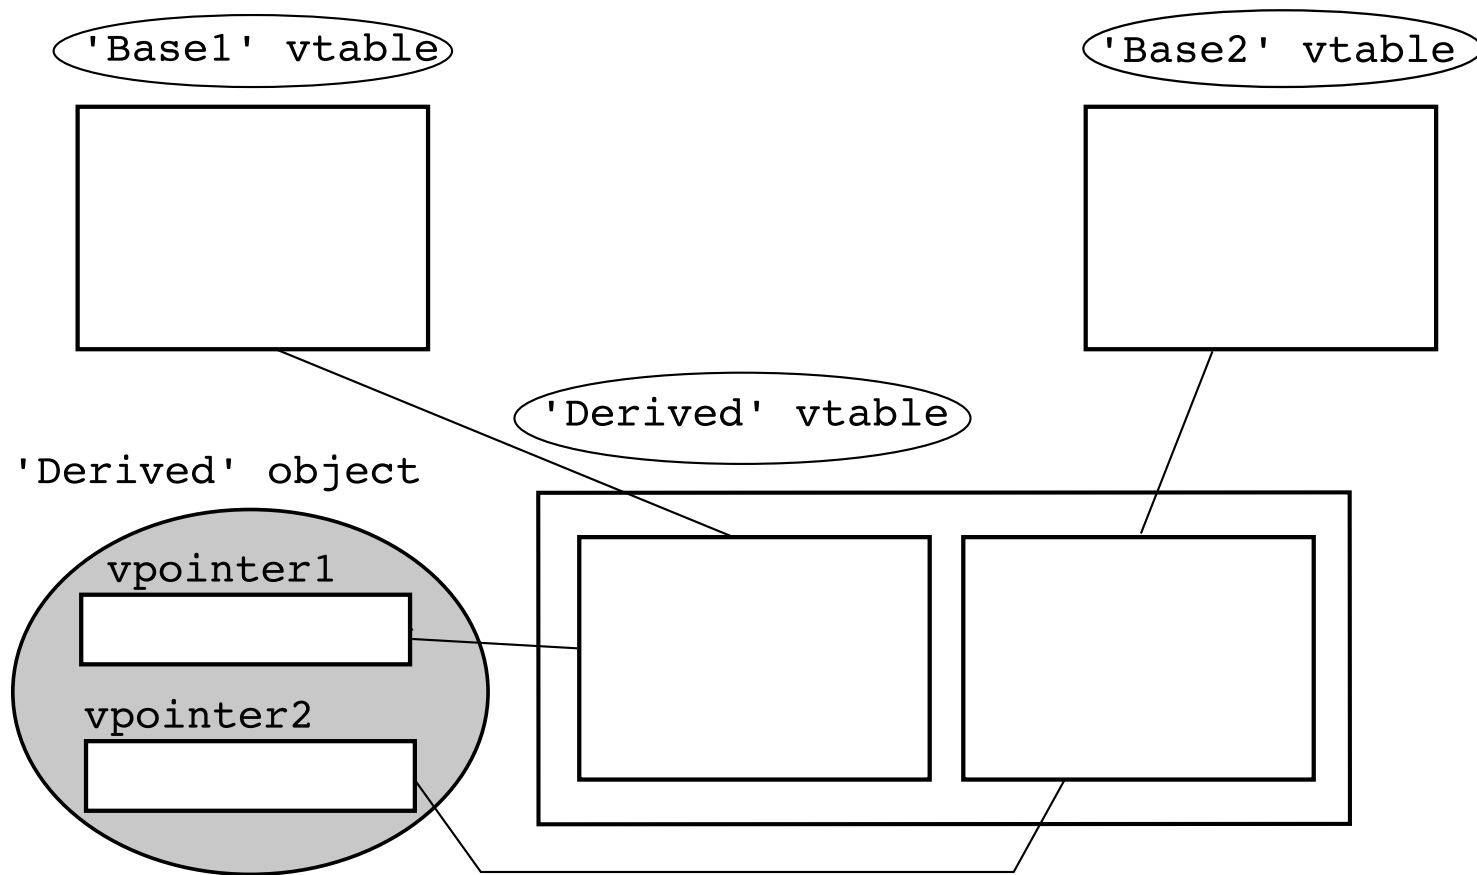 'Base1' vtable
'Base2' vtable
'Derived' vtable
'Derived' object
vpointer1
vpointer2